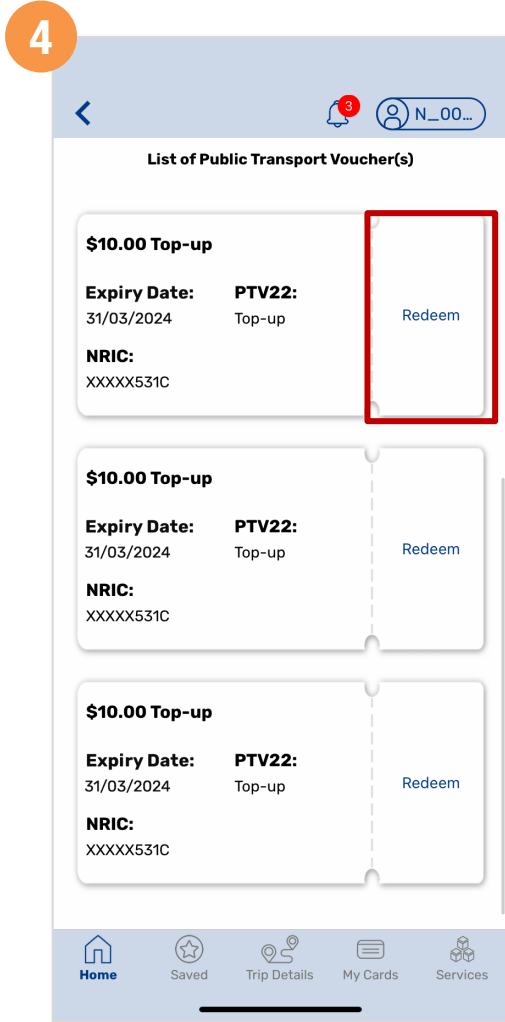 4
3
N_00...
List of Public Transport Voucher(s)
$10.00 Top-up
Expiry Date: PTV22:
31/03/2024 Top-up
Redeem
NRIC:
XXXXX531C
$10.00 Top-up
Expiry Date: PTV22:
31/03/2024 Top-up
Redeem
NRIC:
XXXXX531C
$10.00 Top-up
Expiry Date: PTV22:
31/03/2024 Top-up
Redeem
NRIC:
XXXXX531C
Home Saved Trip Details My Cards Services